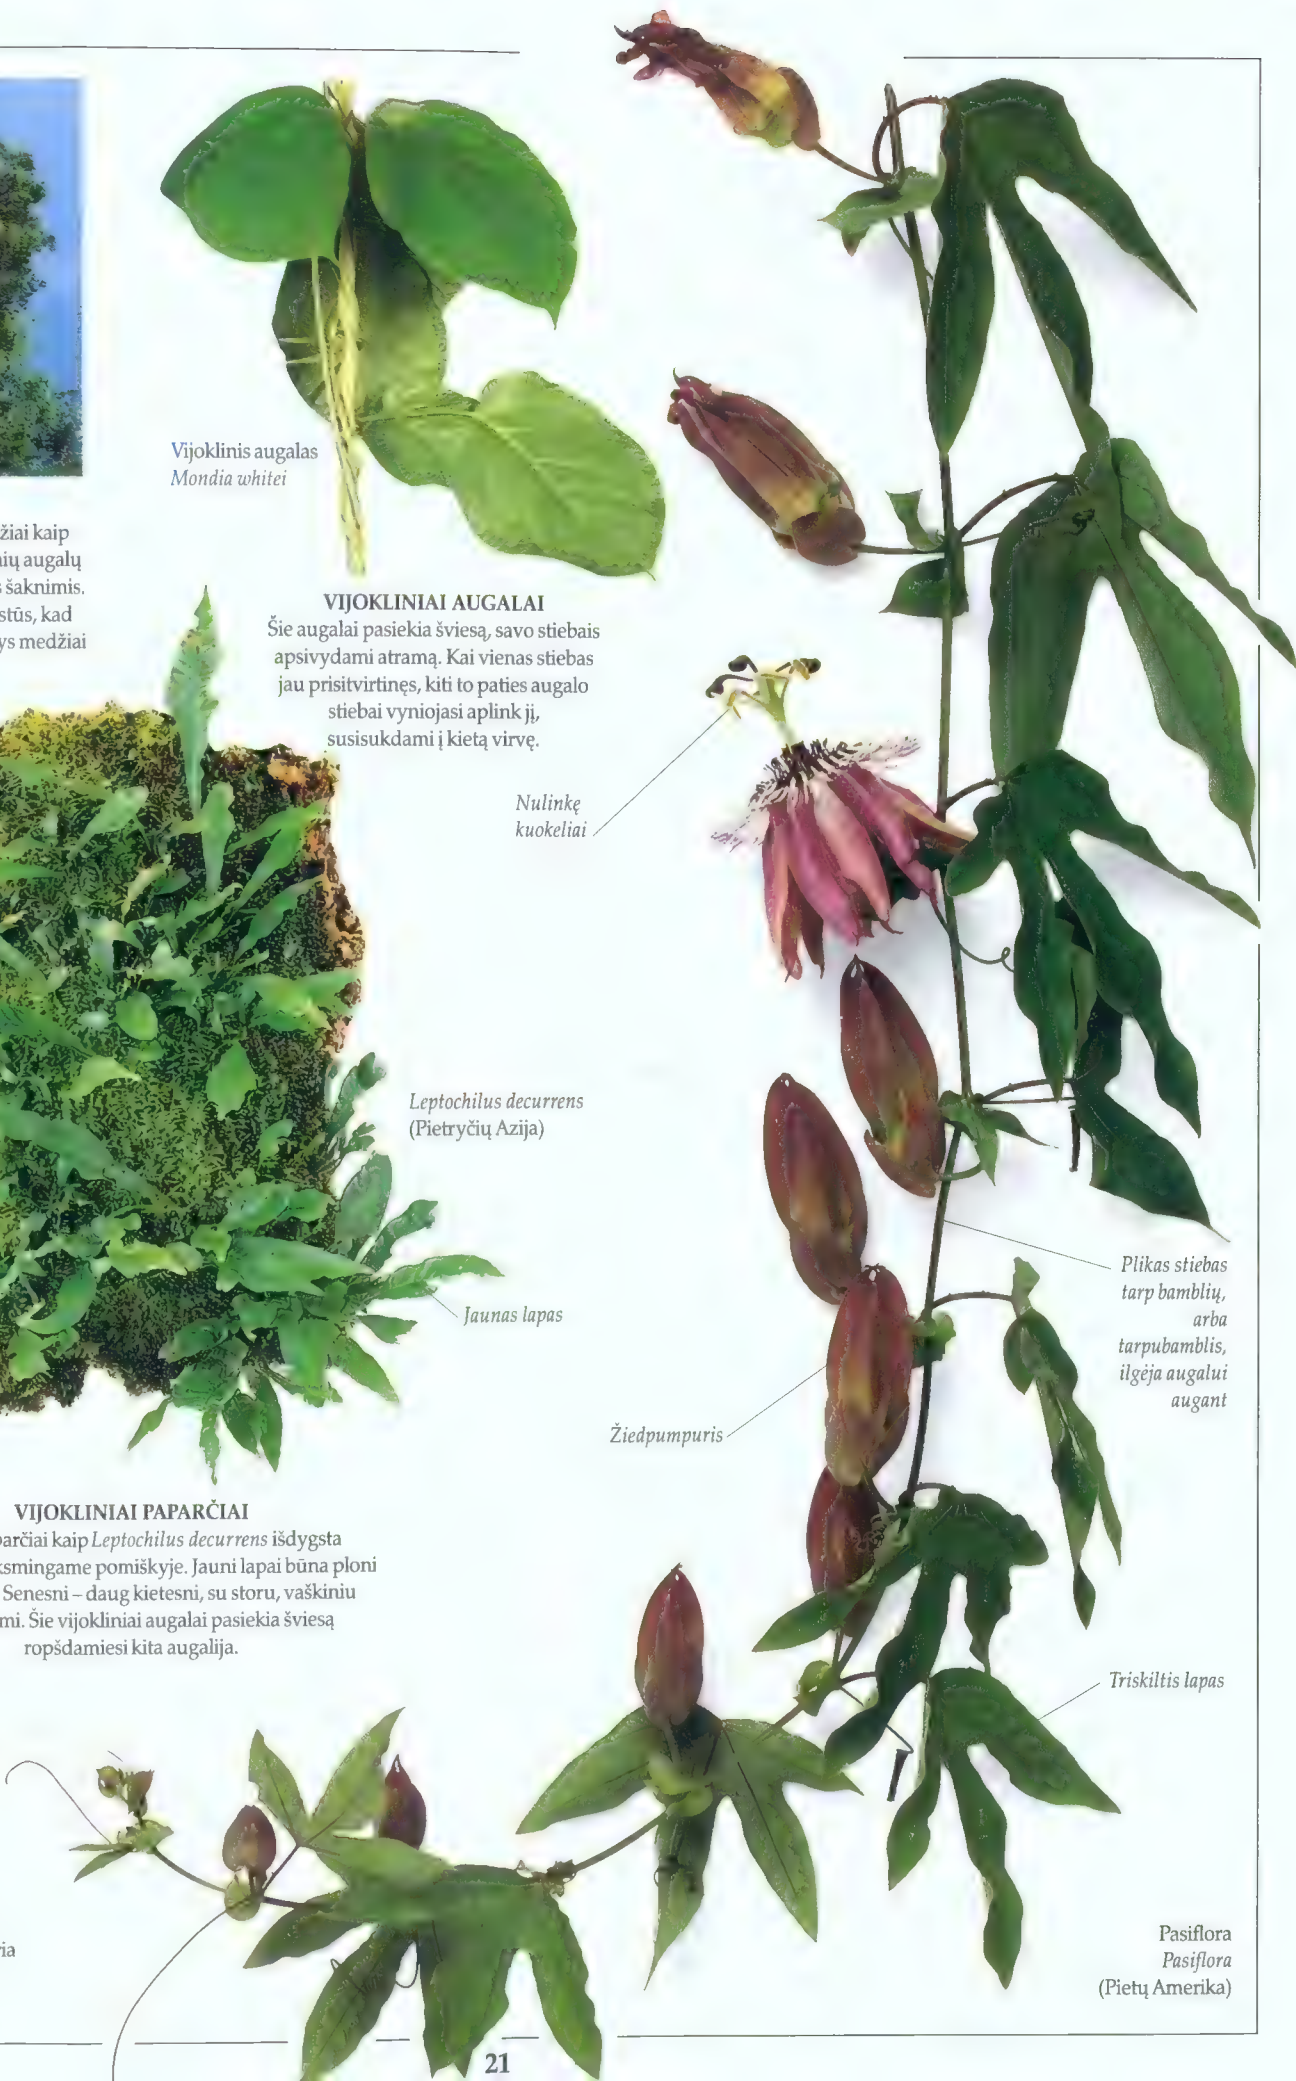 Vijoklinis augalas
Mondia whitei
žiai kaip
nių augalų
s šaknimis.
stūs, kad
ys medžiai
VIJOKLINIAI AUGALAI
Šie augalai pasiekia šviesą, savo stiebais
apsivydami atramą. Kai vienas stiebas
jau prisitvirtinęs, kiti to paties augalo
stiebai vyniojasi aplink jį,
susisukdami į kietą virvę.
Nulinkę
kuokeliai
Leptochilus decurrens
(Pietryčių Azija)
Jaunas lapas
Plikas stiebas
tarp bamblių,
arba
tarpubamblis,
ilgėja augalui
augant
Žiedpumpuris
VIJOKLINIAI PAPARČIAI
parčiai kaip Leptochilus decurrens išdygsta
ksmingame pomiškyje. Jauni lapai būna ploni
Senesni – daug kietesni, su storu, vaškiniu
mi. Šie vijokliniai augalai pasiekia šviesą
ropšdamiesi kita augalija.
Triskiltis lapas
ria
Pasiflora
Pasiflora
(Pietų Amerika)
21